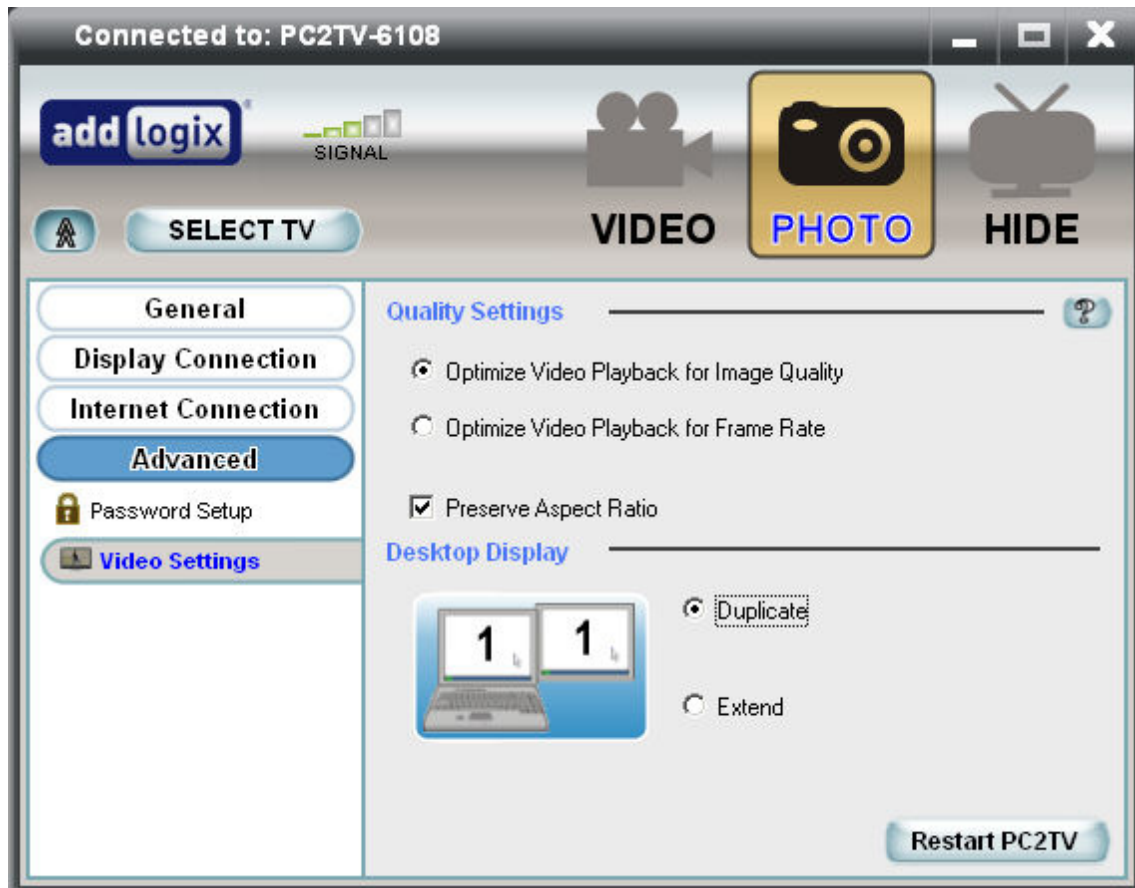 Connected to: PC2TV-6108
add logix®
SIGNAL
SELECT TV
VIDEO
PHOTO
HIDE
General
Display Connection
Internet Connection
Advanced
Password Setup
Video Settings
Quality Settings
?
Optimize Video Playback for Image Quality
Optimize Video Playback for Frame Rate
Preserve Aspect Ratio
Desktop Display
1
1
Duplicate
Extend
Restart PC2TV